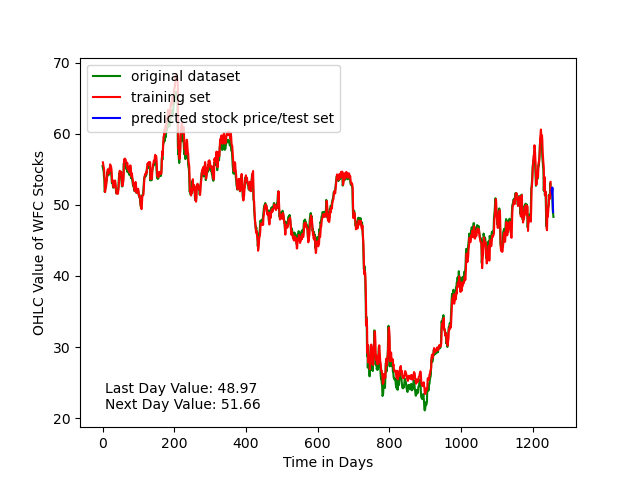 original dataset
training set
predicted stock price/test set
70
60
50
40
30
20
OHLC Value of WFC Stocks
Last Day Value: 48.97
Next Day Value: 51.66
0 200 400 600 800 1000 1200
Time in Days